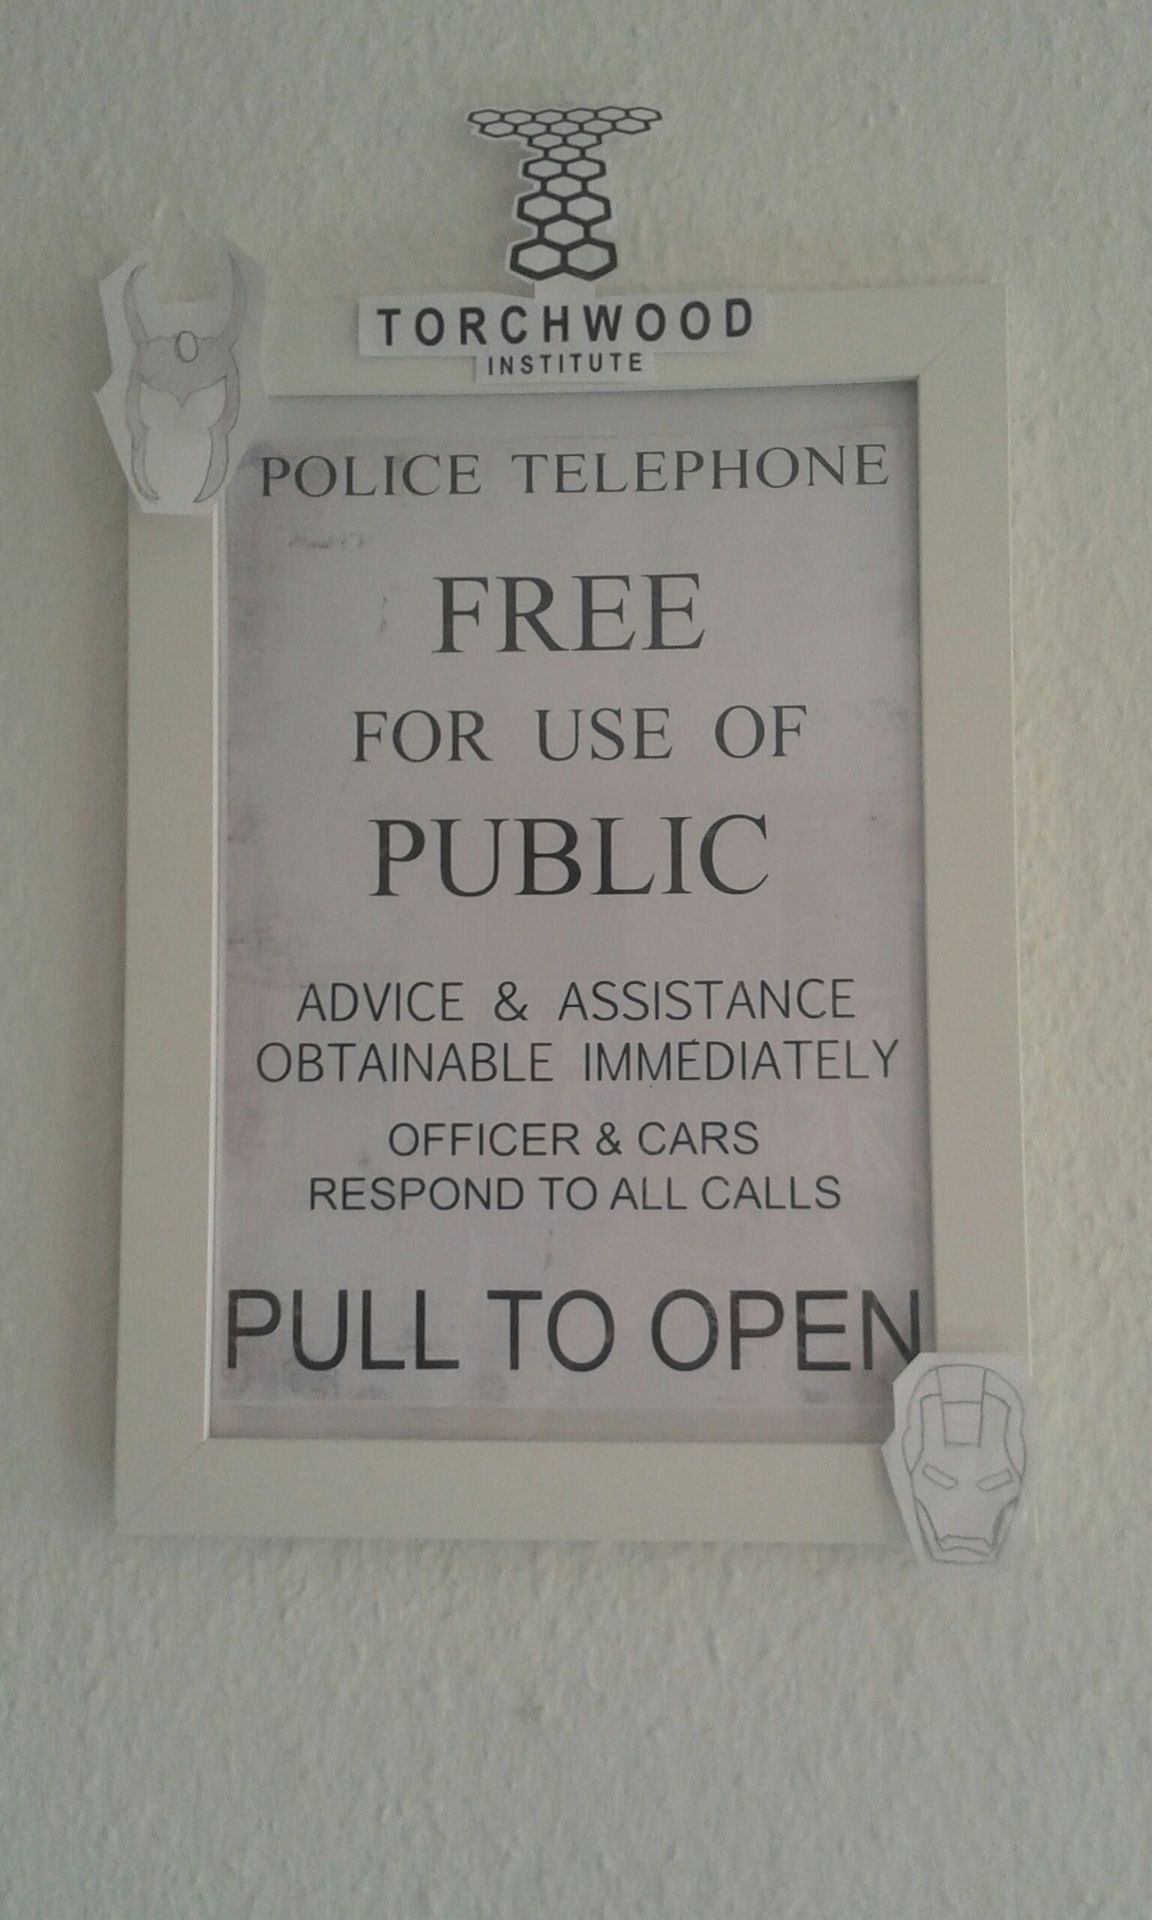 TORCHWOOD
INSTITUTE
POLICE TELEPHONE
FREE
FOR USE OF
PUBLIC
ADVICE & ASSISTANCE
OBTAINABLE IMMEDIATELY
OFFICER & CARS
RESPOND TO ALL CALLS
PULL TO OPEN